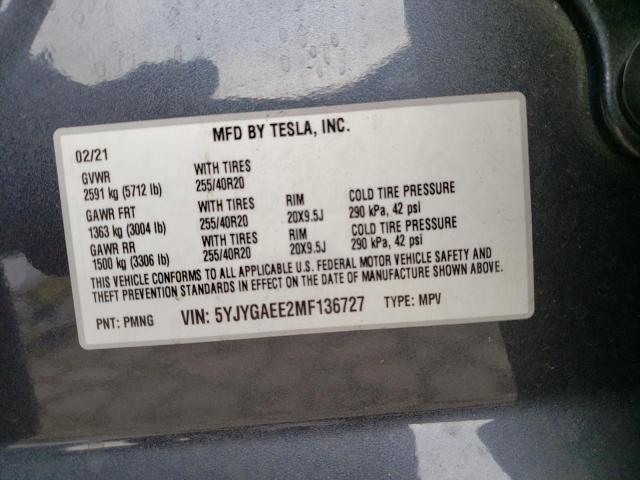 MFD BY TESLA, INC.
02/21
GVWR WITH TIRES
2591 kg (5712 lb) 255/40R20
GAWR FRT WITH TIRES RIM COLD TIRE PRESSURE
1363 kg (3004 lb) 255/40R20 20X9.5J 290 kPa, 42 psi
GAWR RR WITH TIRES RIM COLD TIRE PRESSURE
1500 kg (3306 lb) 255/40R20 20X9.5J 290 kPa, 42 psi
THIS VEHICLE CONFORMS TO ALL APPLICABLE U.S. FEDERAL MOTOR VEHICLE SAFETY AND
THEFT PREVENTION STANDARDS IN EFFECT ON THE DATE OF MANUFACTURE SHOWN ABOVE.
PNT: PMNG VIN: 5YJYGAEE2MF136727 TYPE: MPV